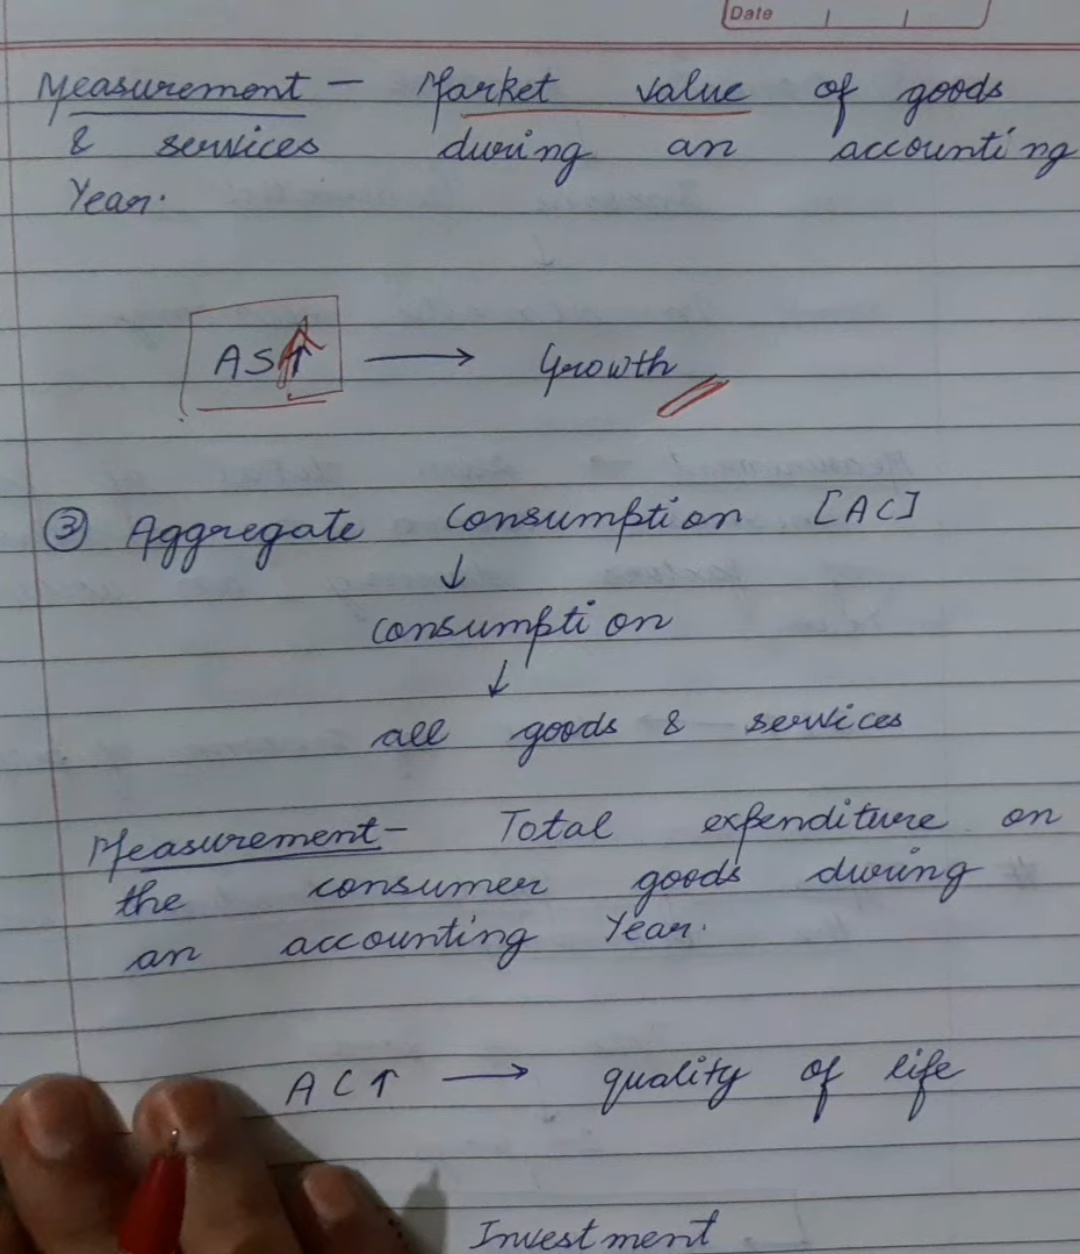 Date
Measurement - Market value of goods
& services during an accounting
Year.
AS↑ → Growth
③ Aggregate Consumption [AC]
↓
Consumption
↓
all goods & services
Measurement - Total expenditure on
the consumer goods during
an accounting Year.
AC↑ → quality of life
Investment